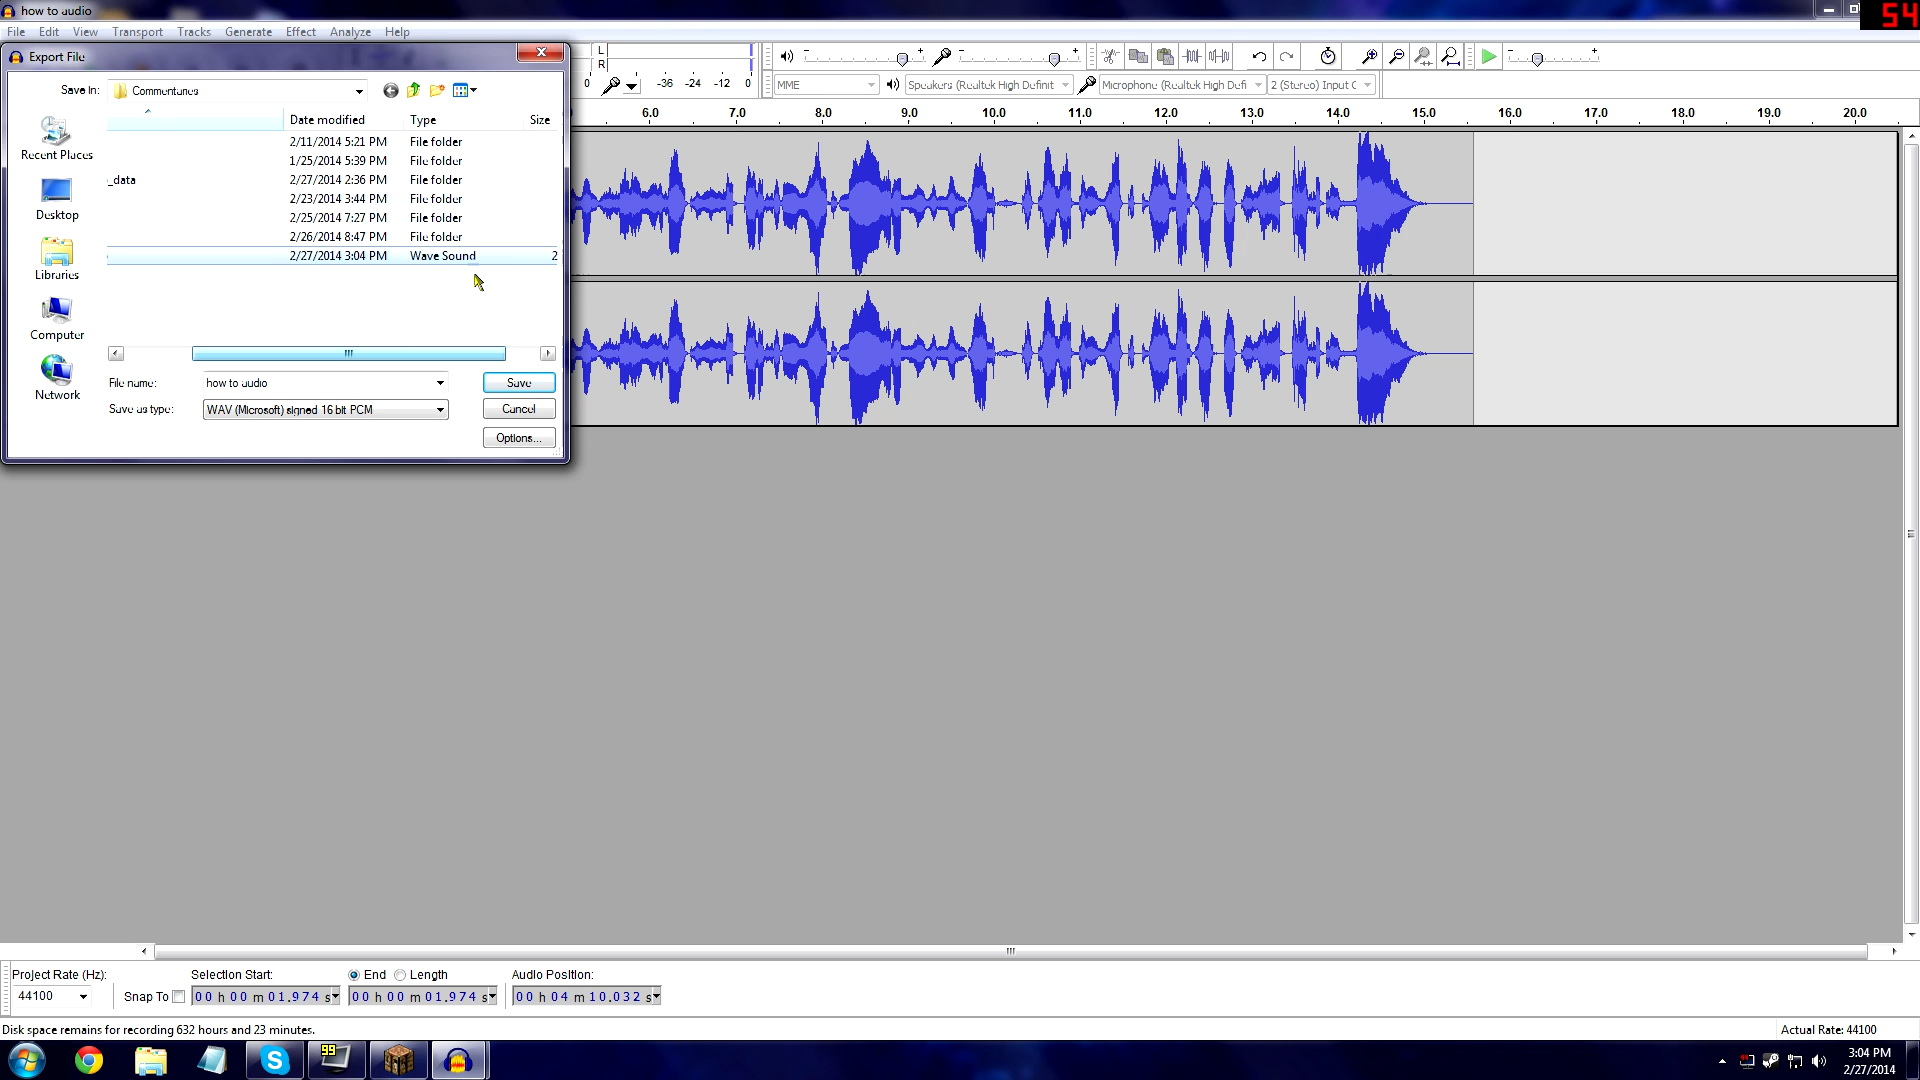 how to audio
54
File Edit View Transport Tracks Generate Effect Analyze Help
Export File
Save in: Commentaries
Date modified Type Size
2/11/2014 5:21 PM File folder
1/25/2014 5:39 PM File folder
_data 2/27/2014 2:36 PM File folder
2/23/2014 3:44 PM File folder
2/25/2014 7:27 PM File folder
2/26/2014 8:47 PM File folder
2/27/2014 3:04 PM Wave Sound 2
Recent Places
Desktop
Libraries
Computer
Network
File name: how to audio Save
Save as type: WAV (Microsoft) signed 16 bit PCM Cancel
Options...
L
R
0 -36 -24 -12 0
MME Speakers (Realtek High Definit Microphone (Realtek High Defi 2 (Stereo) Input C
6.0 7.0 8.0 9.0 10.0 11.0 12.0 13.0 14.0 15.0 16.0 17.0 18.0 19.0 20.0
Project Rate (Hz): Selection Start: End Length Audio Position:
44100 Snap To 00 h 00 m 01.974 s 00 h 00 m 01.974 s 00 h 04 m 10.032 s
Disk space remains for recording 632 hours and 23 minutes. Actual Rate: 44100
99
3:04 PM
2/27/2014